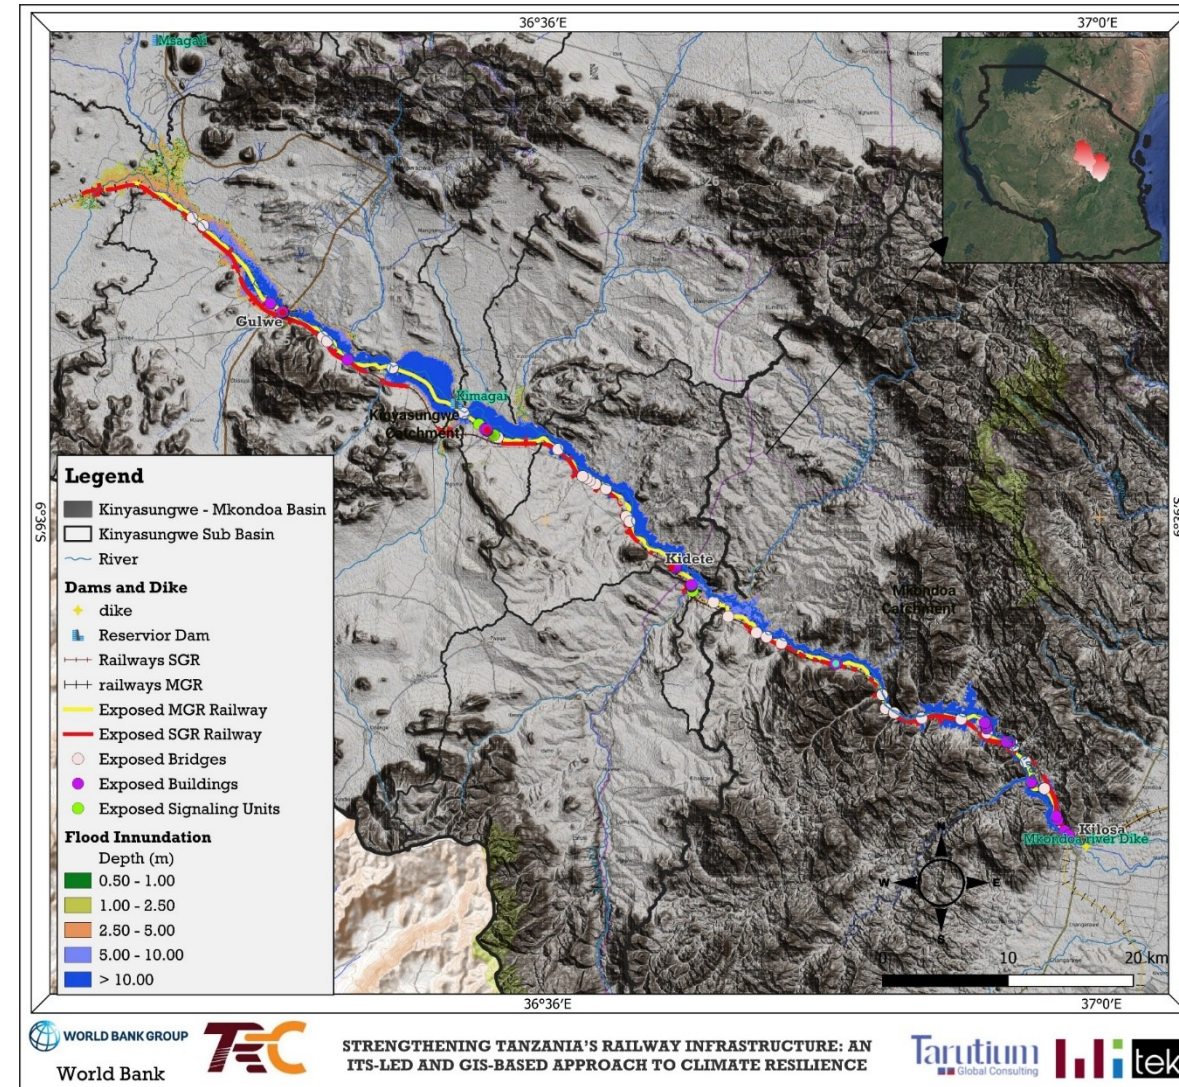 36°36'E
37°0'E
Msagali
26
Gulwe
Kimagai
Kinyasungwe
Catchment)
Legend
Kinyasungwe - Mkondoa Basin
Kinyasungwe Sub Basin
River
Dams and Dike
dike
Reservior Dam
Railways SGR
railways MGR
Exposed MGR Railway
Exposed SGR Railway
Exposed Bridges
Exposed Buildings
Exposed Signaling Units
Flood Innundation
Depth (m)
0.50 - 1.00
1.00 - 2.50
2.50 - 5.00
5.00 - 10.00
> 10.00
6°36'S
6°36'S
Kidete
Mkondoa
Catchment
Kilosa
Mkondoa river Dike
N
W
E
S
0 10 20 km
36°36'E
37°0'E
WORLD BANK GROUP
World Bank
TEC
STRENGTHENING TANZANIA'S RAILWAY INFRASTRUCTURE: AN
ITS-LED AND GIS-BASED APPROACH TO CLIMATE RESILIENCE
Tarutium
Global Consulting
tek